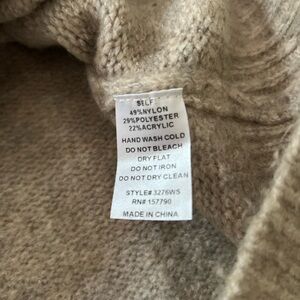 SELF
49%NYLON
29%POLYESTER
22%ACRYLIC
HAND WASH COLD
DO NOT BLEACH
DRY FLAT
DO NOT IRON
DO NOT DRY CLEAN
STYLE# 3276WS
RN# 157790
MADE IN CHINA